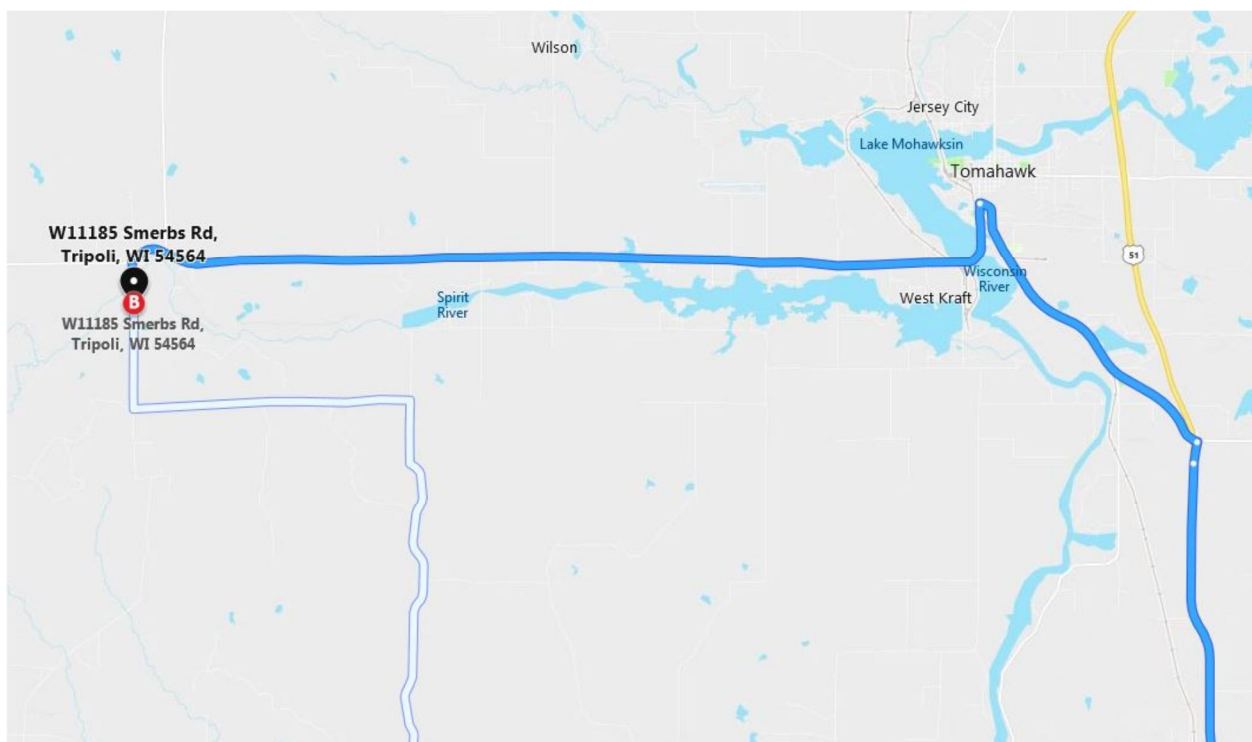 Wilson
Jersey City
Lake Mohawksin
Tomahawk
W11185 Smerbs Rd,
Tripoli, WI 54564
51
Wisconsin
River
B
Spirit
River
West Kraft
W11185 Smerbs Rd,
Tripoli, WI 54564